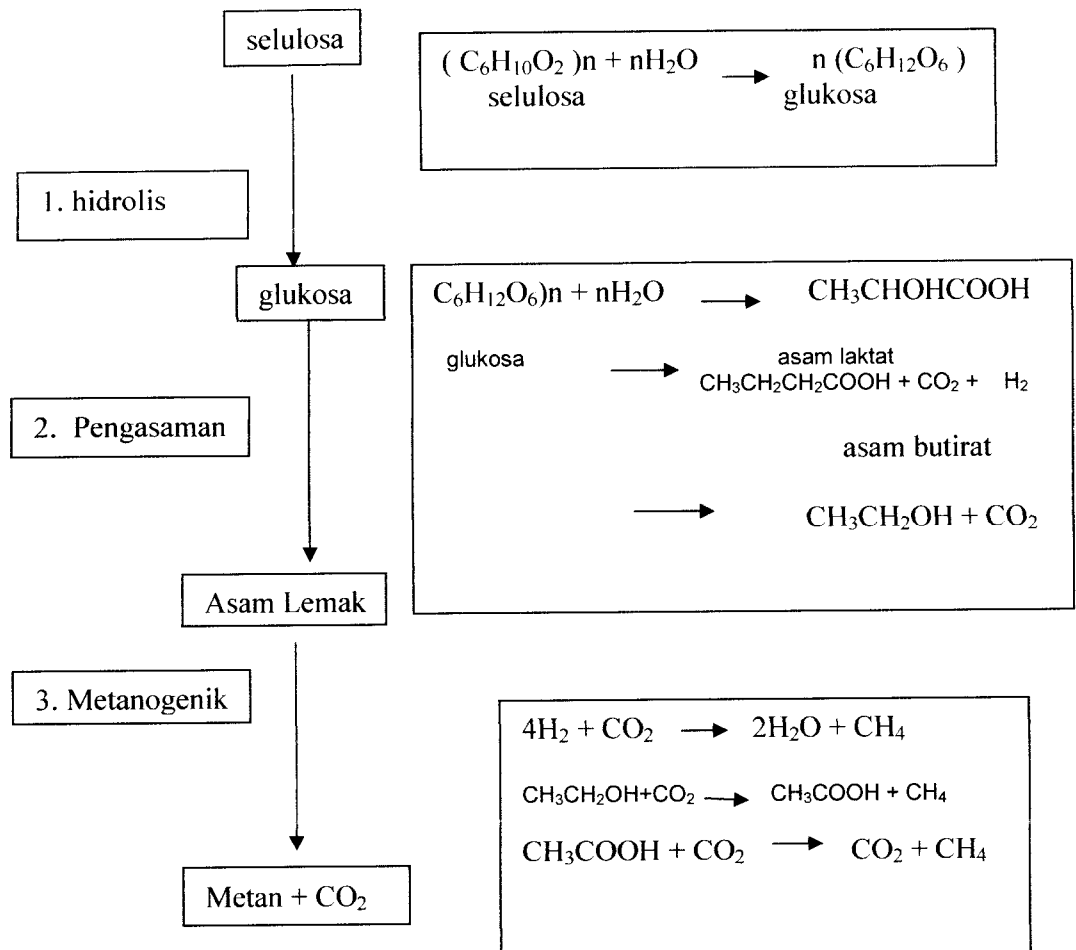 selulosa
( C₆H₁₀O₂ )n + nH₂O → n (C₆H₁₂O₆ )
selulosa glukosa
1. hidrolis
glukosa
C₆H₁₂O₆)n + nH₂O → CH₃CHOHCOOH
glukosa → asam laktat
CH₃CH₂CH₂COOH + CO₂ + H₂
2. Pengasaman
asam butirat
→ CH₃CH₂OH + CO₂
Asam Lemak
3. Metanogenik
4H₂ + CO₂ → 2H₂O + CH₄
CH₃CH₂OH+CO₂ → CH₃COOH + CH₄
CH₃COOH + CO₂ → CO₂ + CH₄
Metan + CO₂